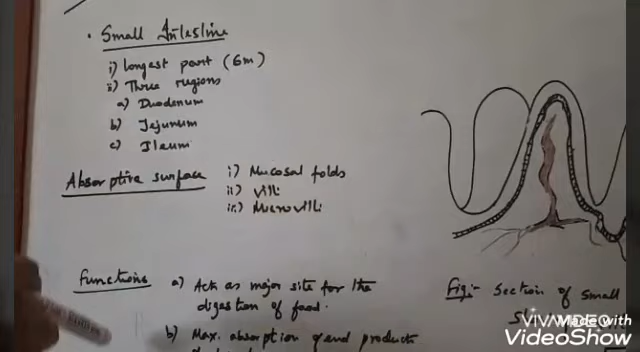 • Small Intestine
i) Longest part (6m)
ii) Three regions
a) Duodenum
b) Jejunum
c) Ileum
Absorptive surface i) Mucosal folds
ii) Villi
iii) Microvilli
Functions a) Act as major site for the
digestion of food.
b) Max. absorption of end products
Fig:- Section of small
VIVAVIDEO Made with
VideoShow